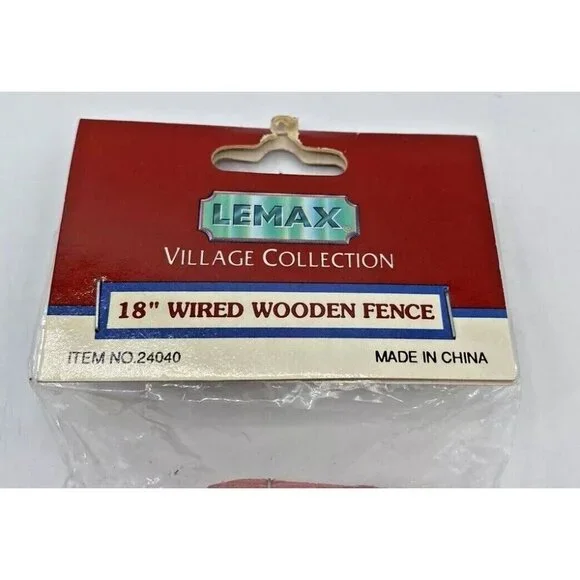 LEMAX
VILLAGE COLLECTION
18" WIRED WOODEN FENCE
ITEM NO.24040 MADE IN CHINA